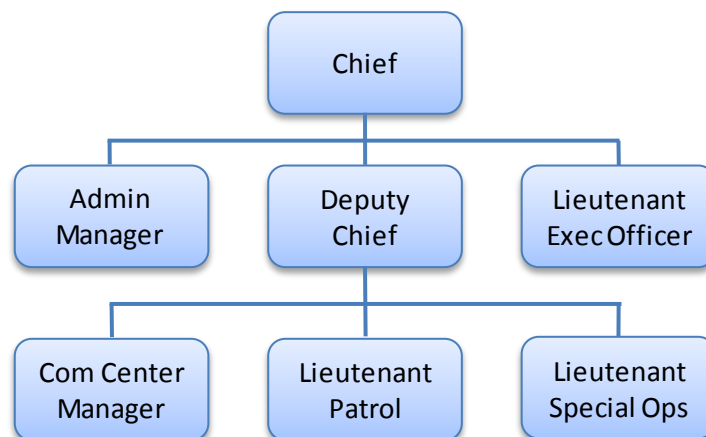 Chief
Admin
Manager
Deputy
Chief
Lieutenant
Exec Officer
Com Center
Manager
Lieutenant
Patrol
Lieutenant
Special Ops